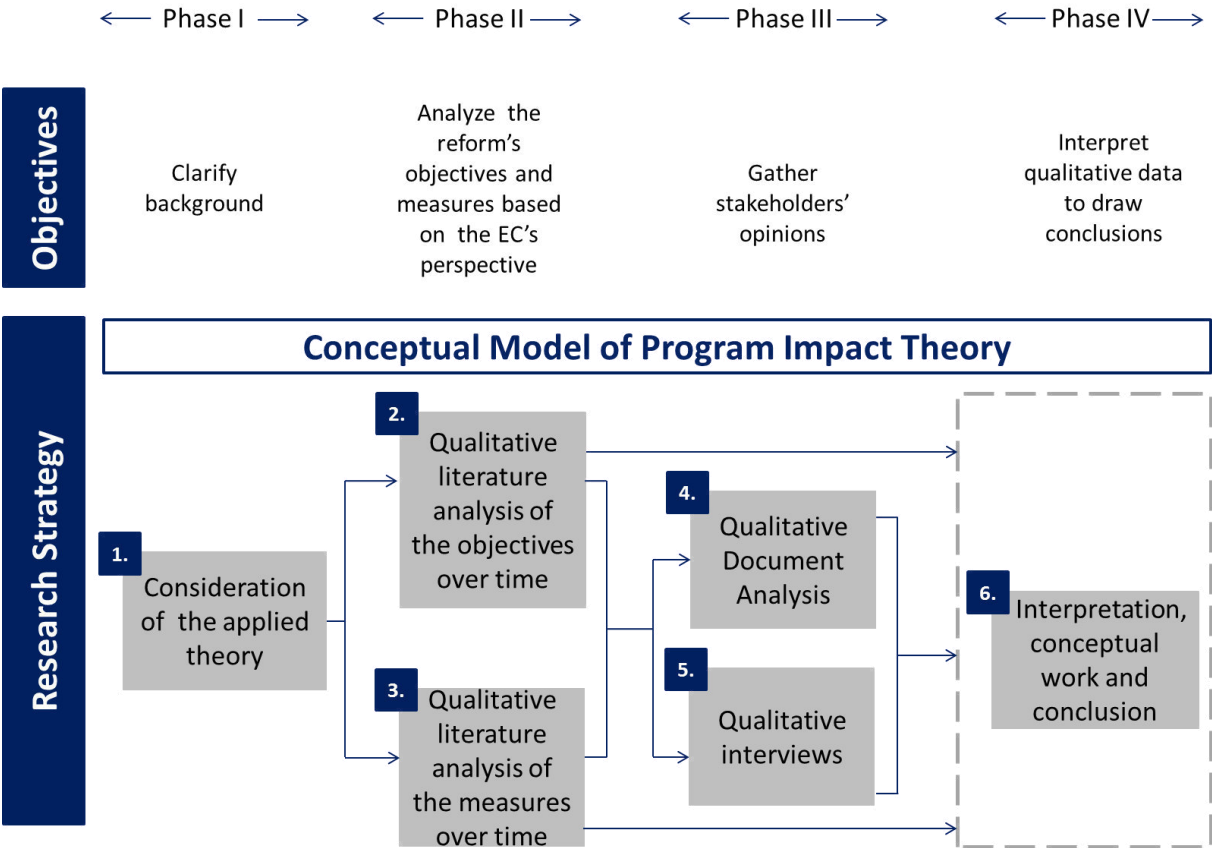 Phase I
Phase II
Phase III
Phase IV
Objectives
Clarify
background
Analyze the
reform's
objectives and
measures based
on the EC's
perspective
Gather
stakeholders'
opinions
Interpret
qualitative data
to draw
conclusions
Research Strategy
Conceptual Model of Program Impact Theory
1.
Consideration
of the applied
theory
2.
Qualitative
literature
analysis of
the objectives
over time
3.
Qualitative
literature
analysis of
the measures
over time
4.
Qualitative
Document
Analysis
5.
Qualitative
interviews
6.
Interpretation,
conceptual
work and
conclusion